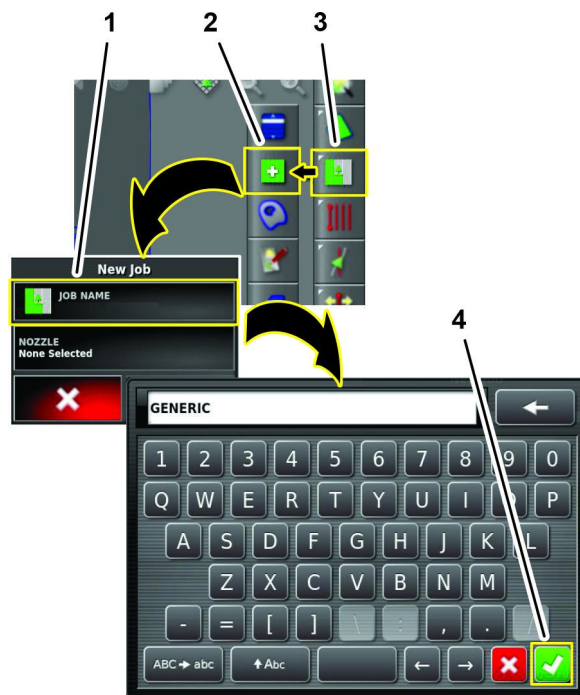 1 2 3
New Job
JOB NAME
NOZZLE
None Selected
4
GENERIC
1 2 3 4 5 6 7 8 9 0
Q W E R T Y U I O P
A S D F G H J K L
Z X C V B N M
- = [ ] \ : , . /
ABC → abc ↑ Abc ← →